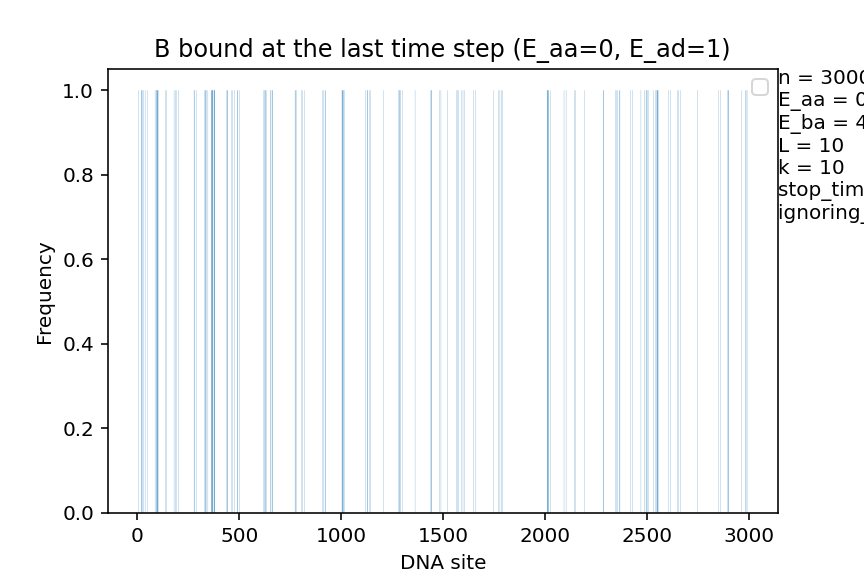 B bound at the last time step (E_aa=0, E_ad=1)
n = 3000
E_aa = 0
E_ba = 4
L = 10
k = 10
stop_tim
ignoring_
1.0
0.8
0.6
0.4
0.2
0.0
Frequency
0 500 1000 1500 2000 2500 3000
DNA site